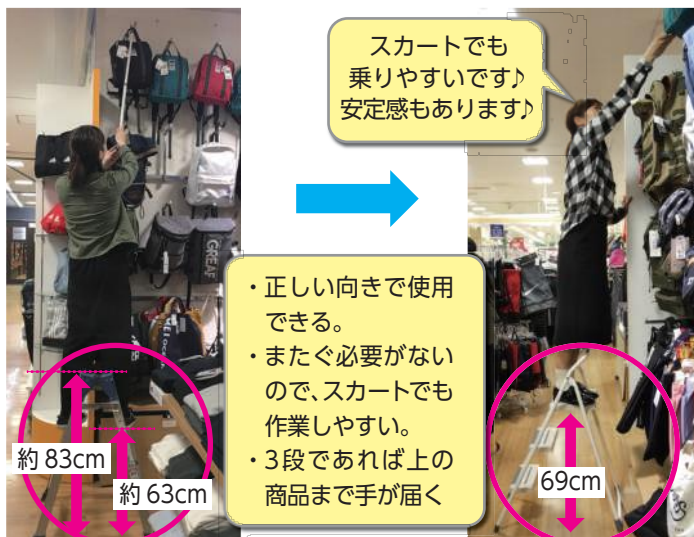 スカートでも
乗りやすいです♪
安定感もあります♪
・正しい向きで使用
できる。
・またぐ必要がない
ので、スカートでも
作業しやすい。
・3段であれば上の
商品まで手が届く
約 83cm
約 63cm
69cm
GREAF